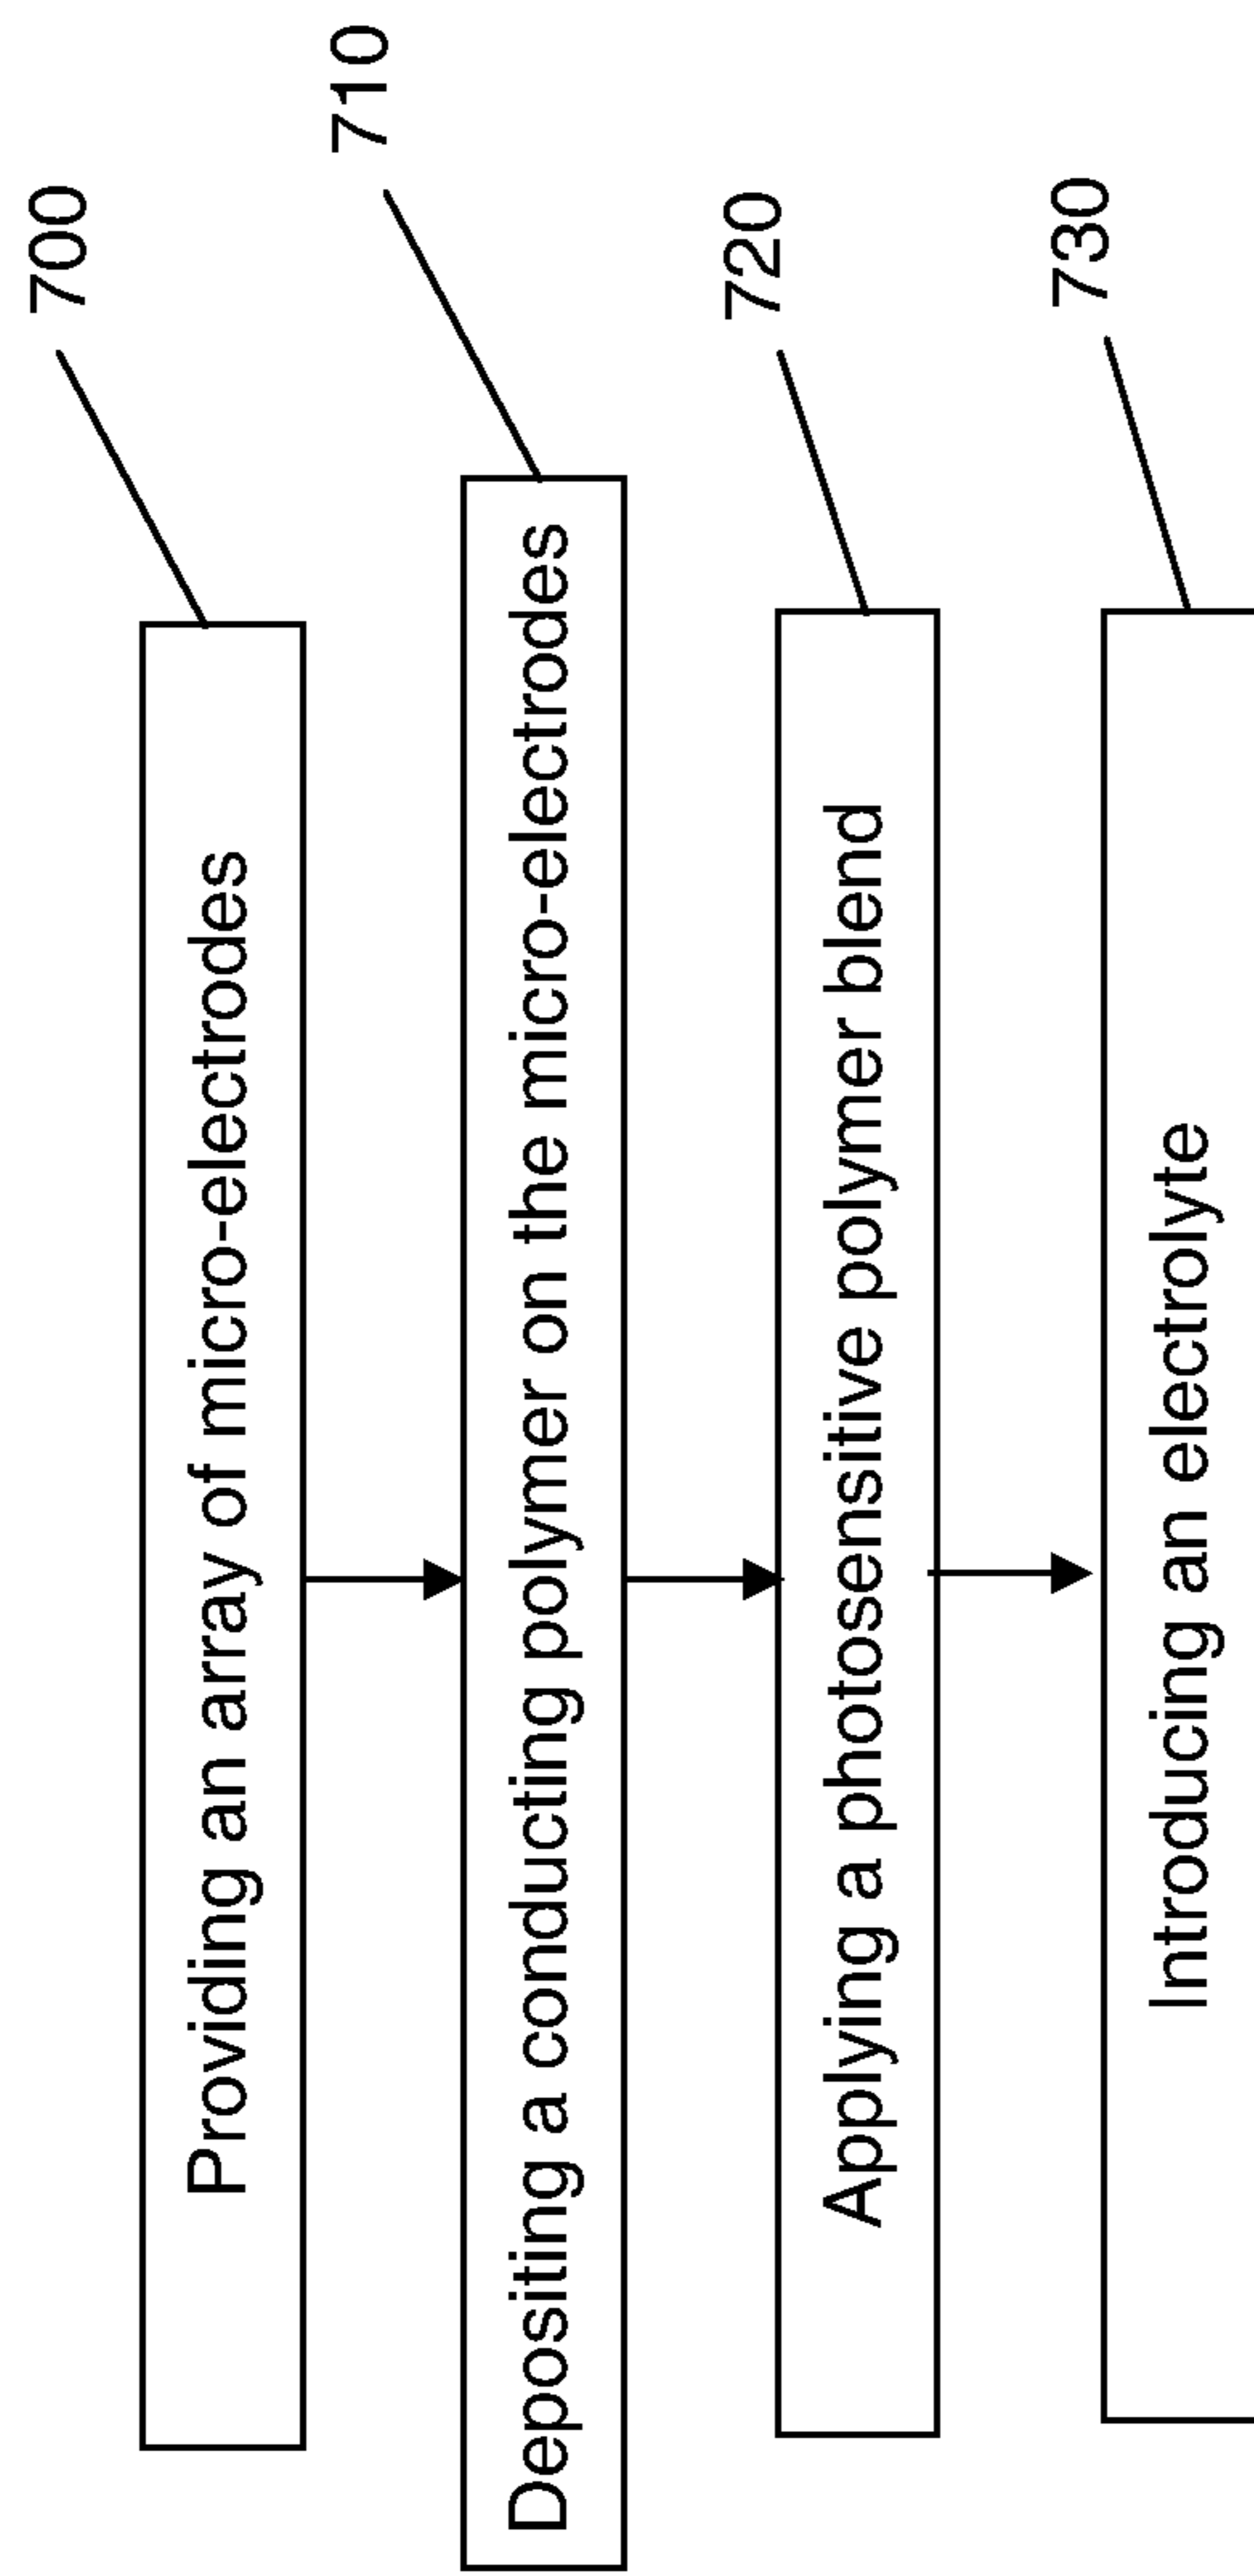 700
Providing an array of micro-electrodes
710
Depositing a conducting polymer on the micro-electrodes
720
Applying a photosensitive polymer blend
730
Introducing an electrolyte